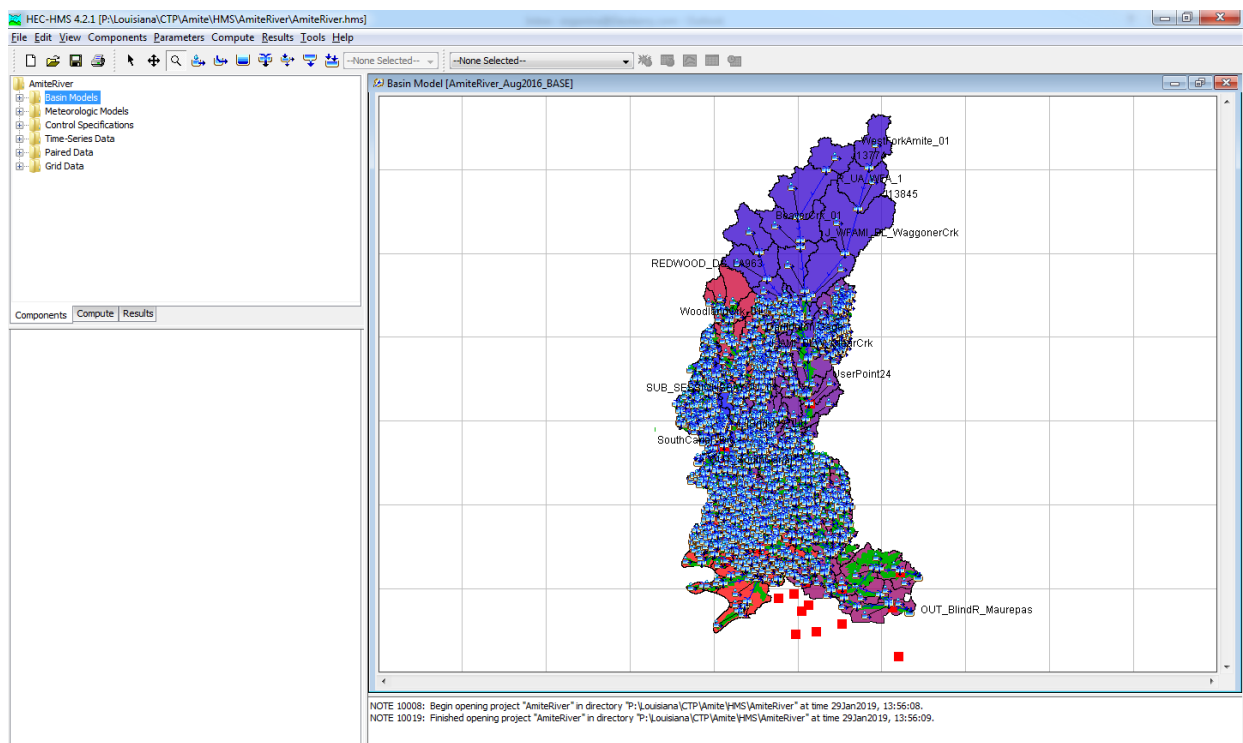 HEC-HMS 4.2.1 [P:\Louisiana\CTP\Amite\HMS\AmiteRiver\AmiteRiver.hms]
File Edit View Components Parameters Compute Results Tools Help
--None Selected-- --None Selected--
AmiteRiver
Basin Models
Meteorologic Models
Control Specifications
Time-Series Data
Paired Data
Grid Data
Components Compute Results
Basin Model [AmiteRiver_Aug2016_BASE]
WestForkAmite_01
R_UA_WFA_1
J13845
BeaverCrk_01
J_WFAMI_BL_WaggonerCrk
UserPoint24
OUT_BlindR_Maurepas
NOTE 10008: Begin opening project "AmiteRiver" in directory "P:\Louisiana\CTP\Amite\HMS\AmiteRiver" at time 29Jan2019, 13:56:08.
NOTE 10019: Finished opening project "AmiteRiver" in directory "P:\Louisiana\CTP\Amite\HMS\AmiteRiver" at time 29Jan2019, 13:56:09.